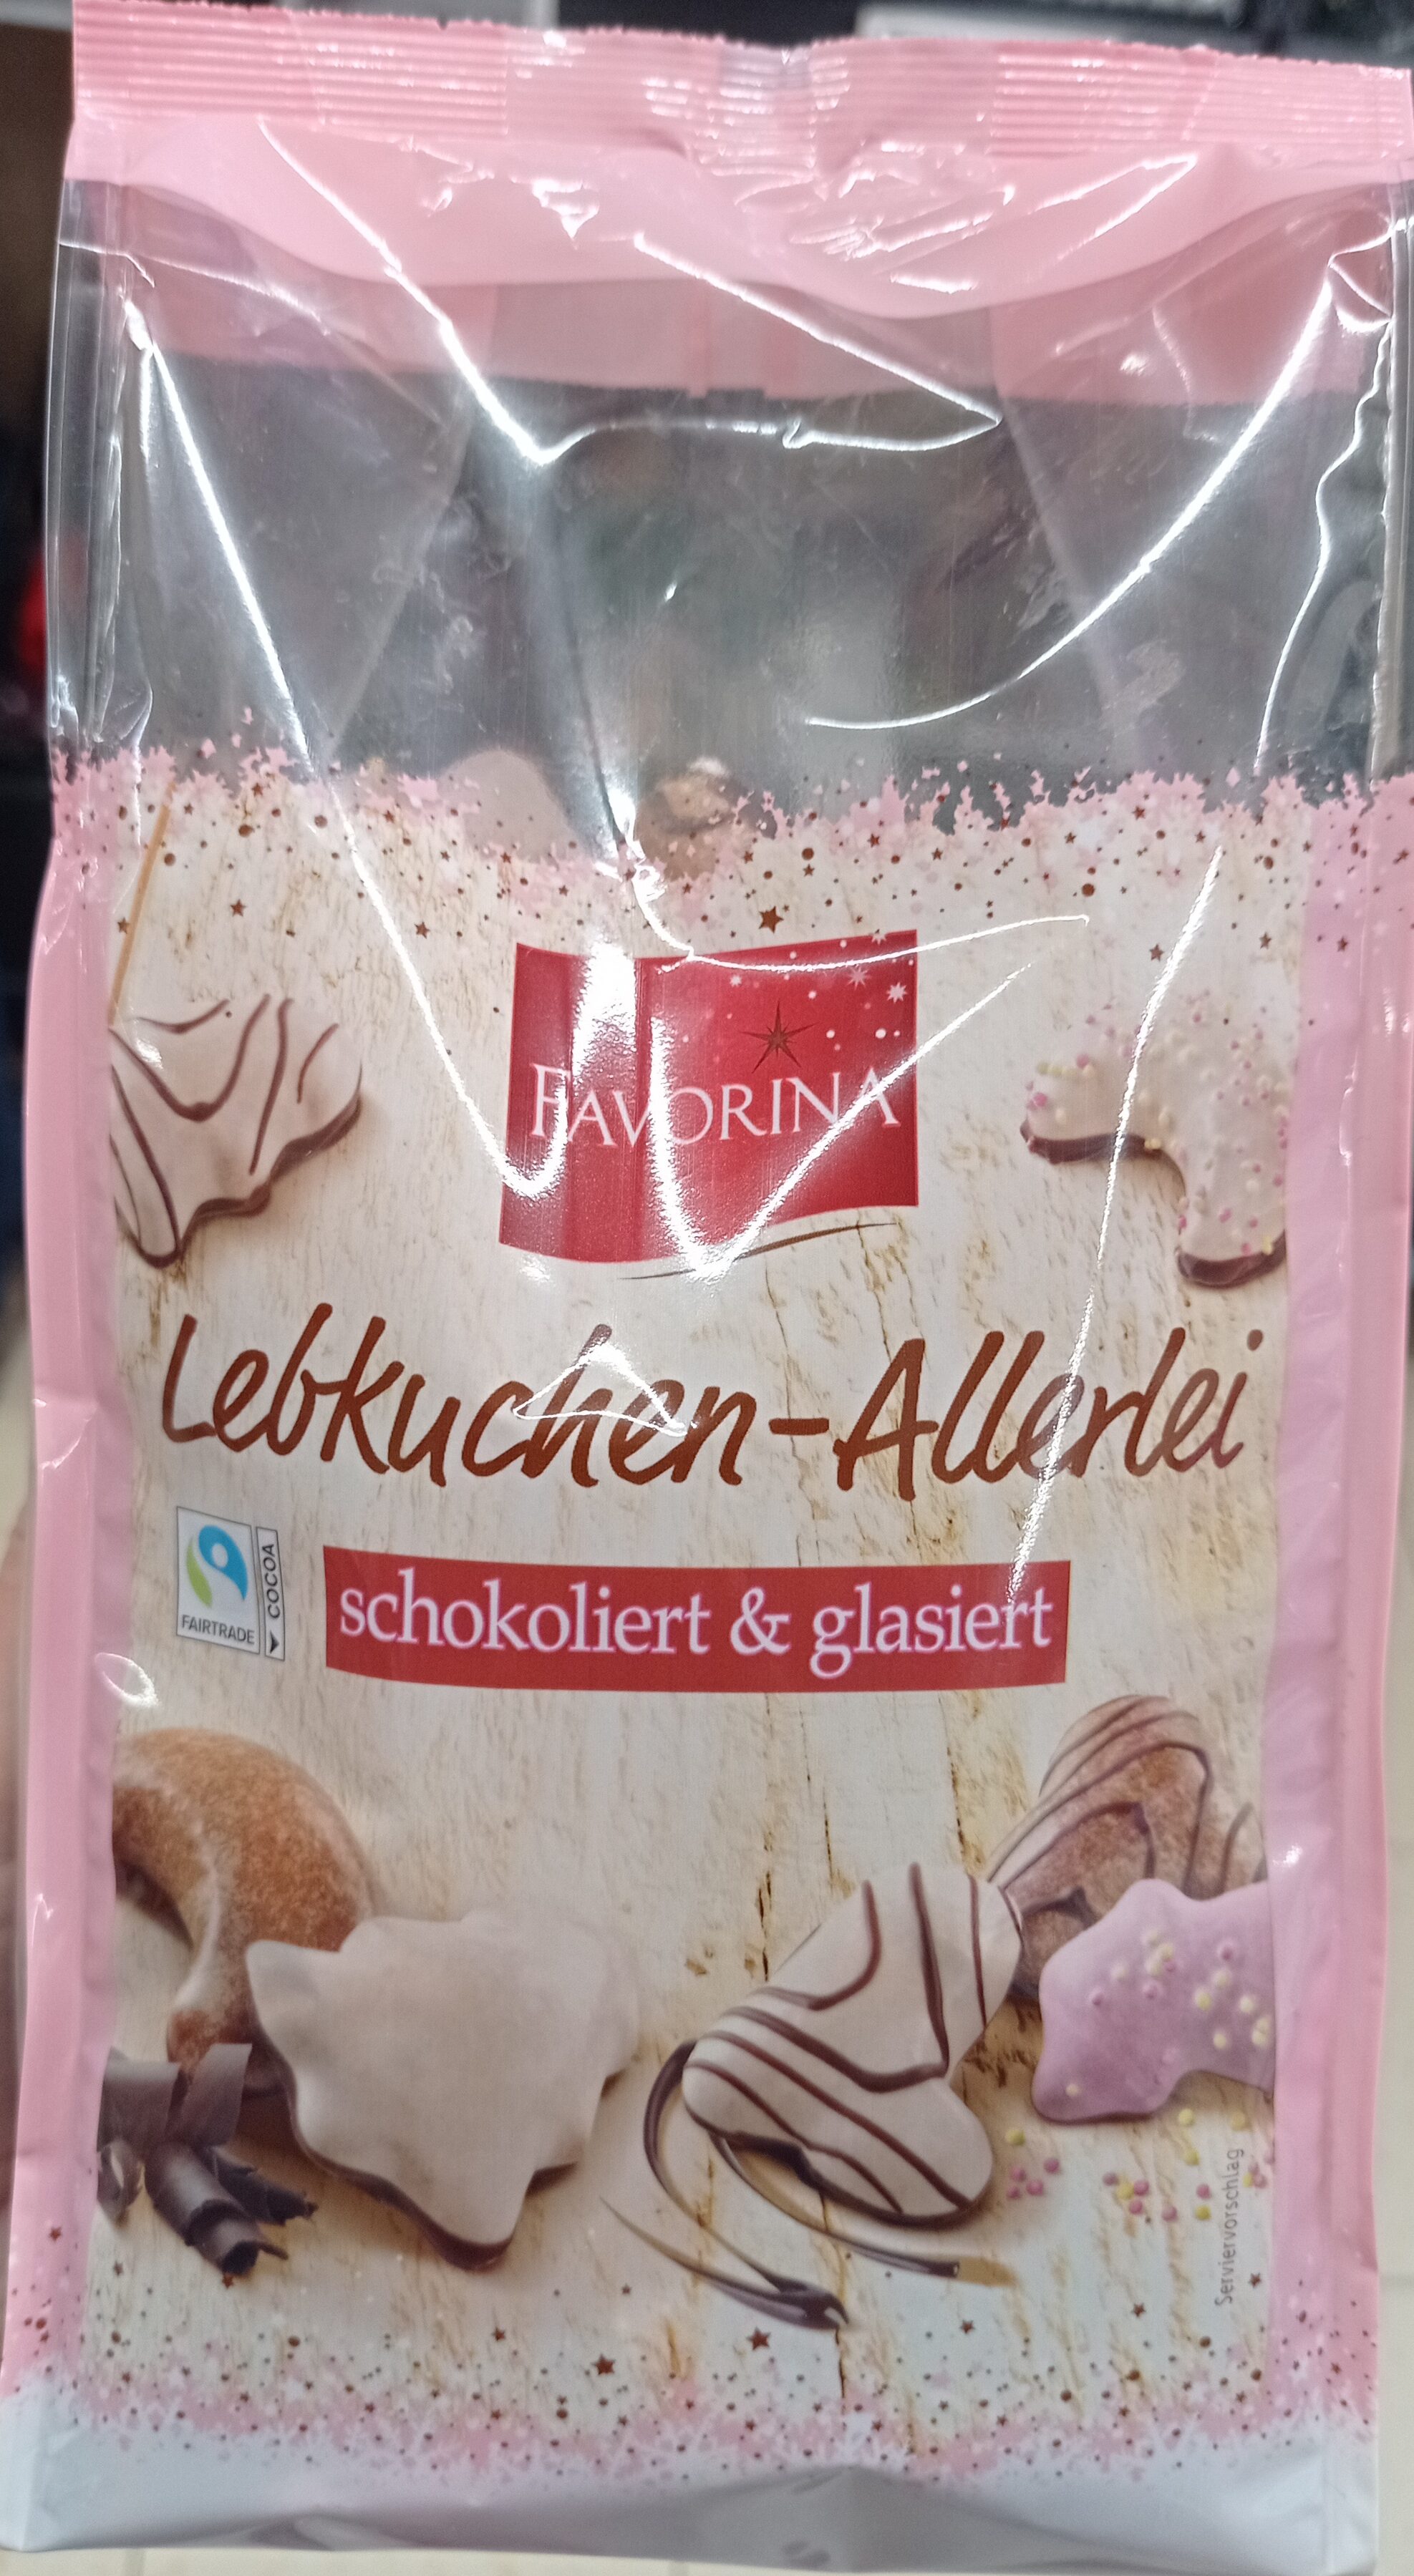 FAVORINA
Lebkuchen-Allerlei
FAIRTRADE
COCOA
schokoliert & glasiert
Serviervorschlag